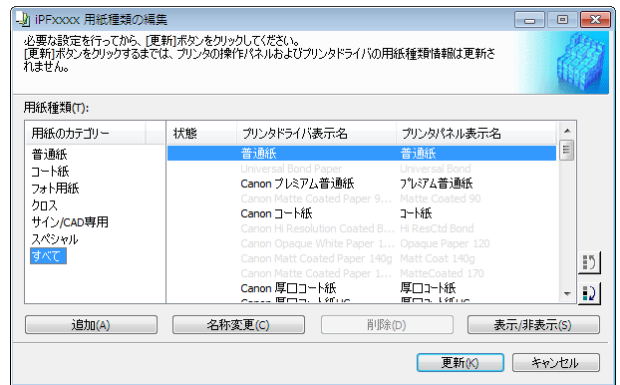 iPFxxxx 用紙種類の編集
必要な設定を行ってから、[更新]ボタンをクリックしてください。
[更新]ボタンをクリックするまでは、プリンタの操作パネルおよびプリンタドライバの用紙種類情報は更新さ
れません。
用紙種類(T):
用紙のカテゴリー 状態 プリンタドライバ表示名 プリンタパネル表示名
普通紙
コート紙
フォト用紙
クロス
サイン/CAD専用
スペシャル
すべて
普通紙 普通紙
Universal Bond Paper Universal Bond
Canon プレミアム普通紙 プレミアム普通紙
Canon Matte Coated Paper 9... Matte Coated 90
Canon コート紙 コート紙
Canon Hi Resolution Coated B... Hi ResCtd Bond
Canon Opaque White Paper 1... Opaque Paper 120
Canon Matt Coated Paper 140g Matt Coat 140g
Canon Matte Coated Paper 1... MatteCoated 170
Canon 厚口コート紙 厚口コート紙
追加(A) 名称変更(C) 削除(D) 表示/非表示(S)
更新(K) キャンセル